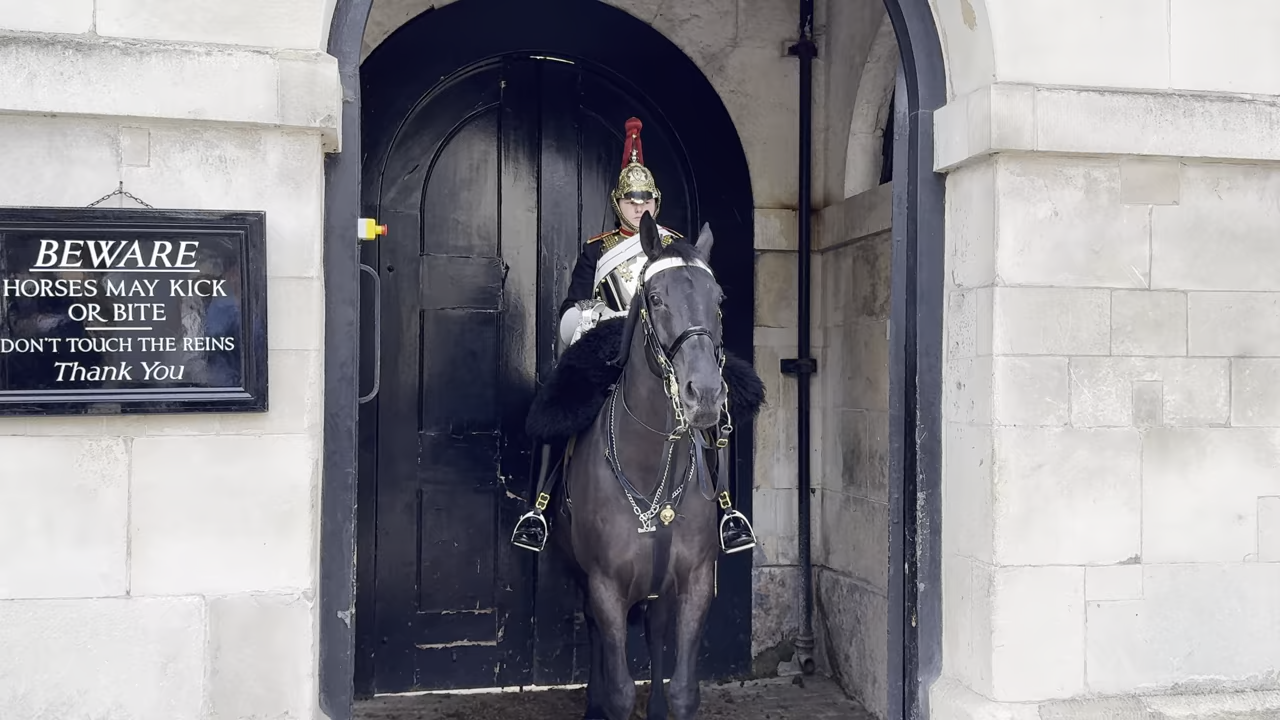 BEWARE
HORSES MAY KICK
OR BITE
DON'T TOUCH THE REINS
Thank You